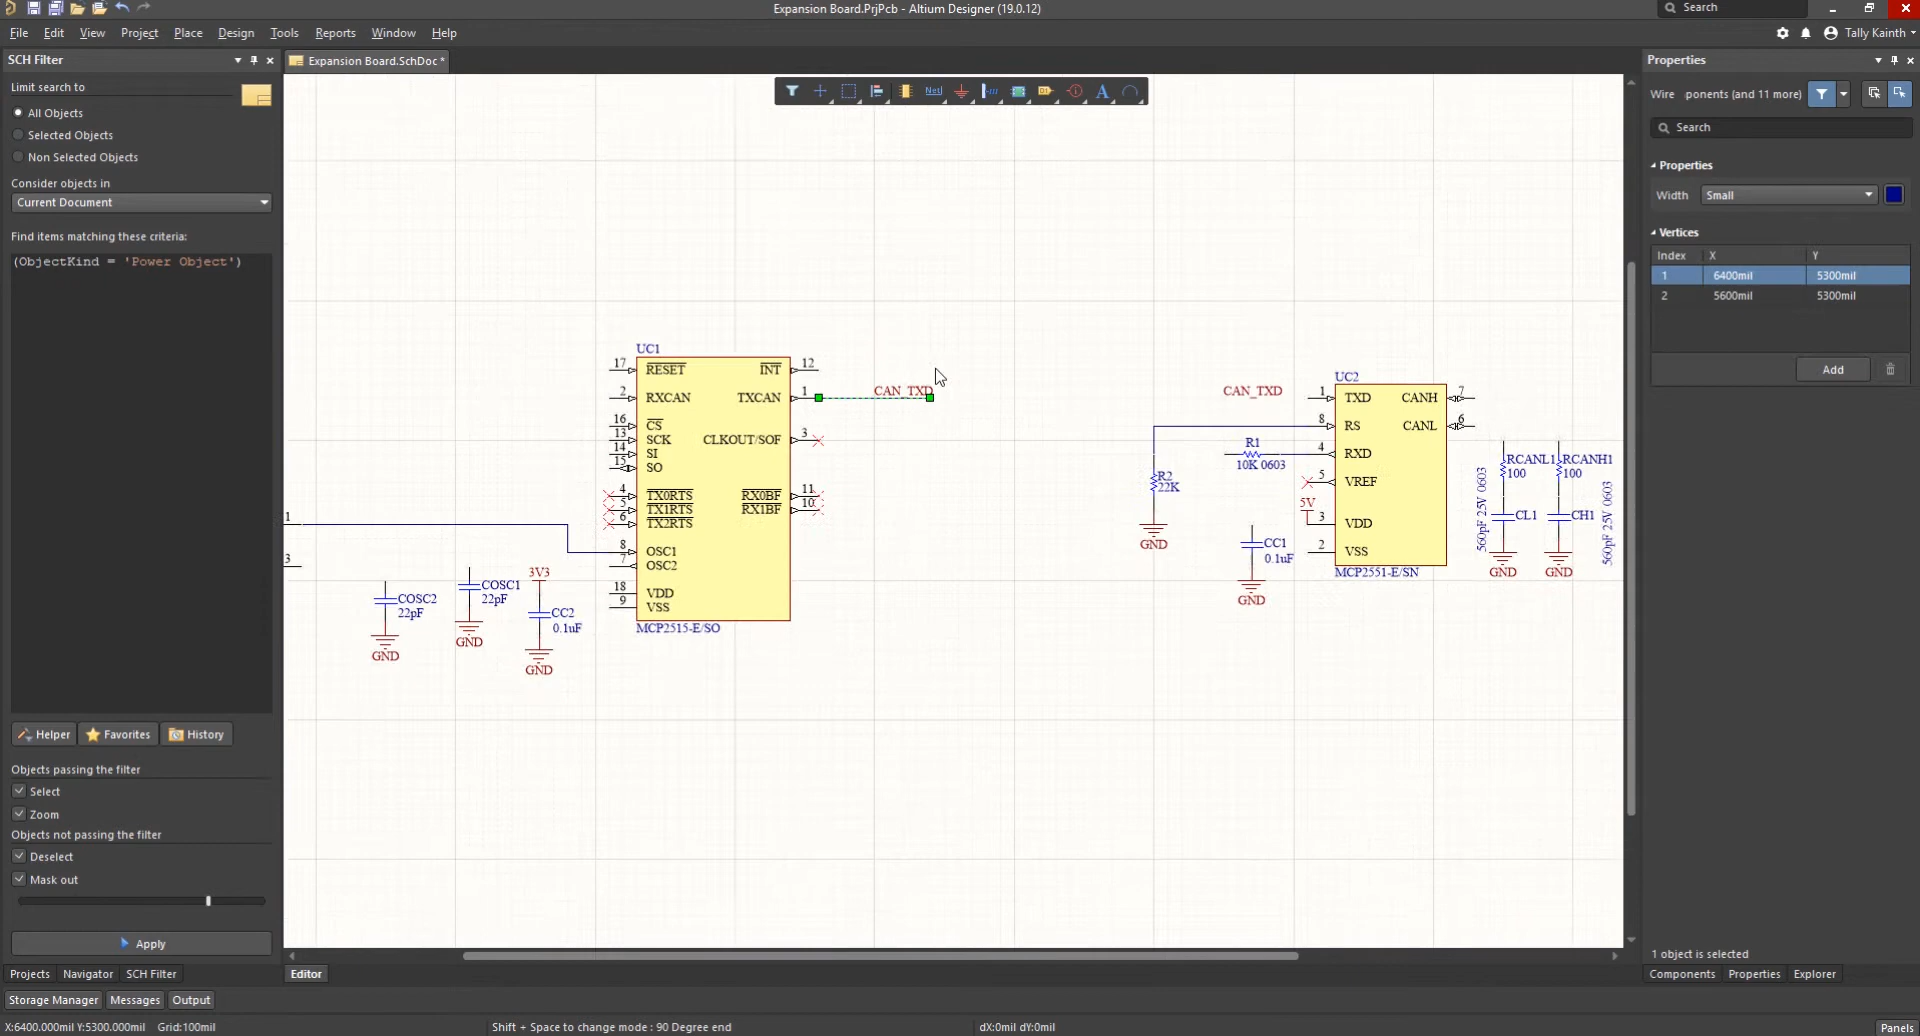 Expansion Board.PrjPcb - Altium Designer (19.0.12)
Search
File Edit View Project Place Design Tools Reports Window Help
Tally Kainth
SCH Filter
Expansion Board.SchDoc *
Properties
Limit search to
All Objects
Selected Objects
Non Selected Objects
Consider objects in
Current Document
Find items matching these criteria:
(ObjectKind = 'Power Object')
Helper
Favorites
History
Objects passing the filter
Select
Zoom
Objects not passing the filter
Deselect
Mask out
Apply
Projects Navigator SCH Filter
Net
A
UC1
17 RESET
2 RXCAN
16 CS
13 SCK
14 SI
15 SO
4 TX0RTS
5 TX1RTS
6 TX2RTS
8 OSC1
7 OSC2
18 VDD
9 VSS
INT 12
TXCAN 1
CLKOUT/SOF 3
RX0BF 11
RX1BF 10
MCP2515-E/SO
CAN_TXD
1
3
COSC2
22pF
GND
COSC1
22pF
GND
3V3
CC2
0.1uF
GND
CAN_TXD
UC2
1 TXD
8 RS
4 RXD
5 VREF
3 VDD
2 VSS
CANH 7
CANL 6
MCP2551-E/SN
R1
10K 0603
R2
22K
GND
5V
CC1
0.1uF
GND
RCANL1
100
RCANH1
100
CL1
560pF 25V 0603
GND
CH1
560pF 25V 0603
GND
Editor
Wire ponents (and 11 more)
Search
Properties
Width Small
Vertices
Index X Y
1 6400mil 5300mil
2 5600mil 5300mil
Add
1 object is selected
Components Properties Explorer
Storage Manager Messages Output
X:6400.000mil Y:5300.000mil Grid:100mil
Shift + Space to change mode : 90 Degree end
dX:0mil dY:0mil
Panels